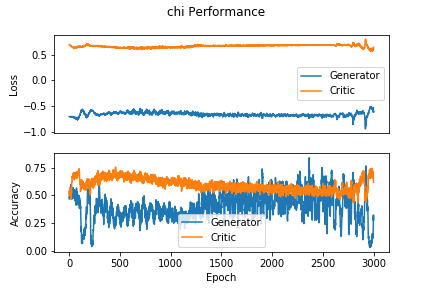 chi Performance
0.5
0.0
−0.5
−1.0
Loss
Generator
Critic
0.75
0.50
0.25
0.00
Accuracy
Generator
Critic
0 500 1000 1500 2000 2500 3000
Epoch